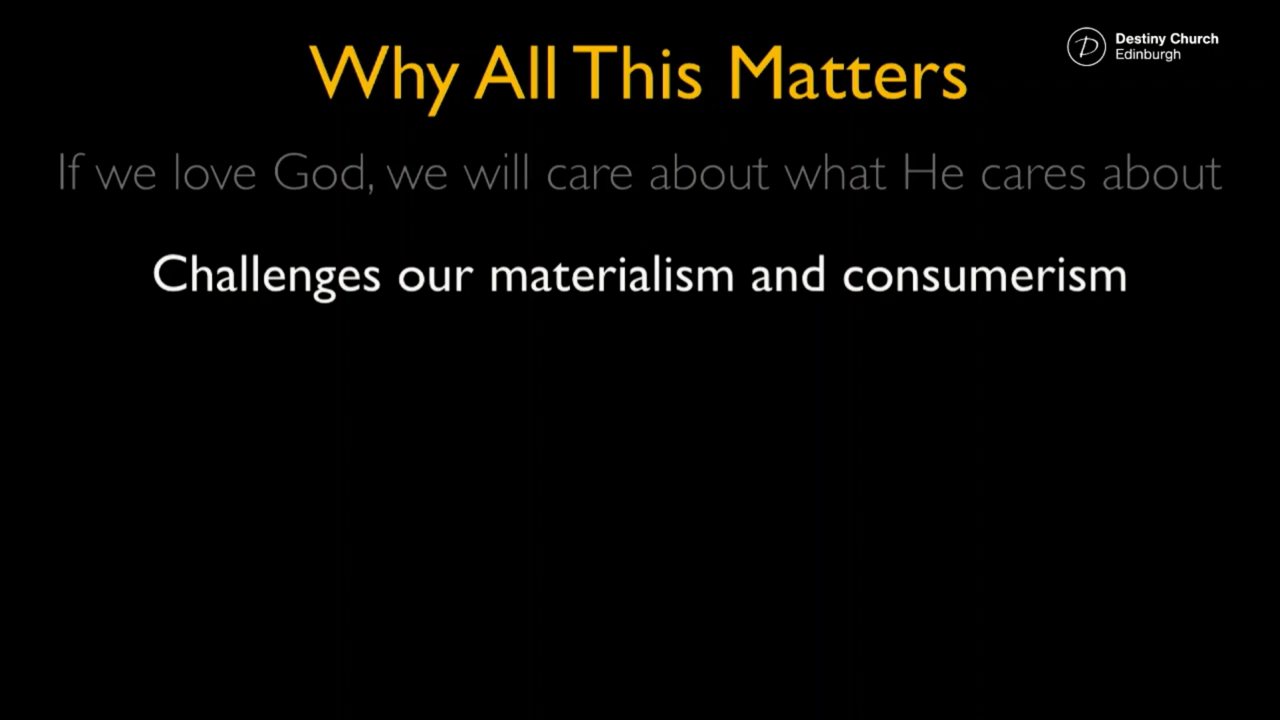 Why All This Matters
Destiny Church
Edinburgh
If we love God, we will care about what He cares about
Challenges our materialism and consumerism